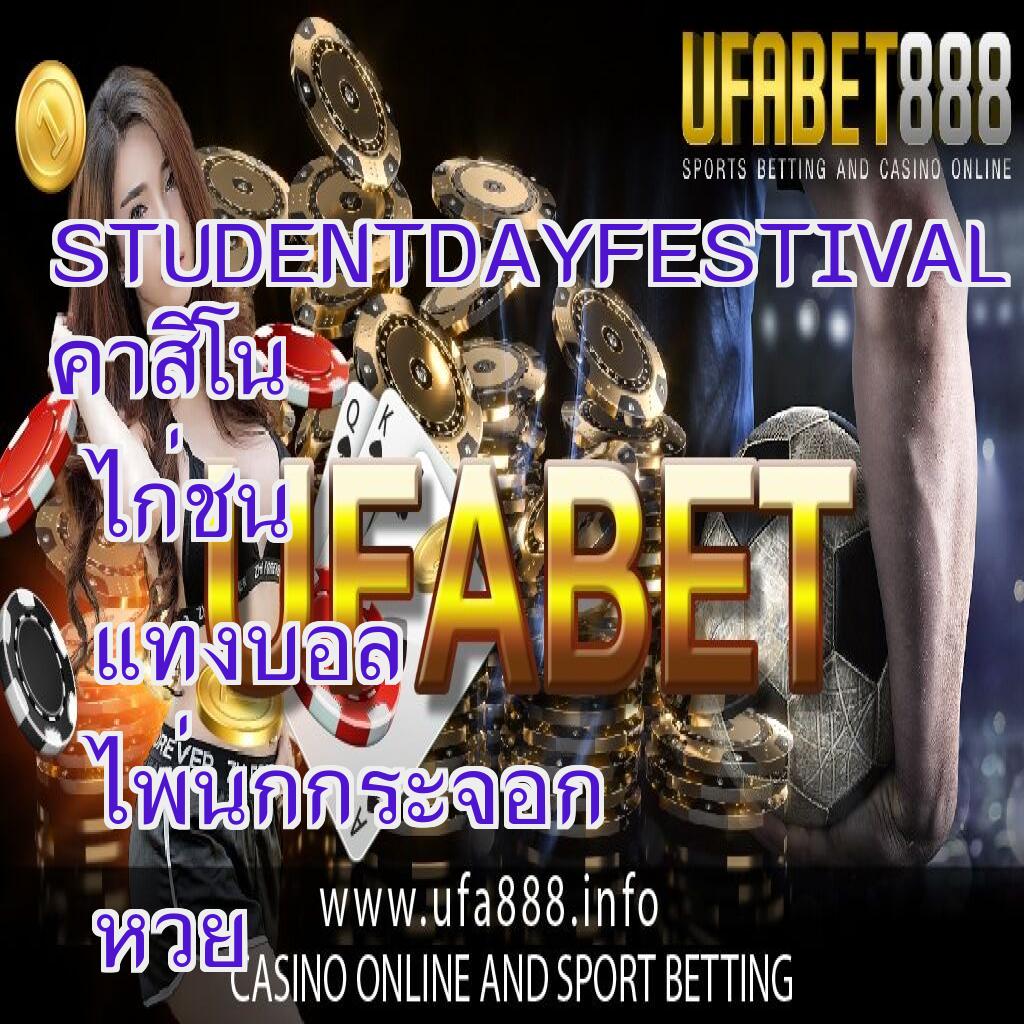 UFABET888
SPORTS BETTING AND CASINO ONLINE
STUDENTDAYFESTIVAL
คาสิโน
ไก่ชน
UFABET
แทงบอล
ไพ่นกกระจอก
www.ufa888.info
หวย
CASINO ONLINE AND SPORT BETTING
Q
K
1